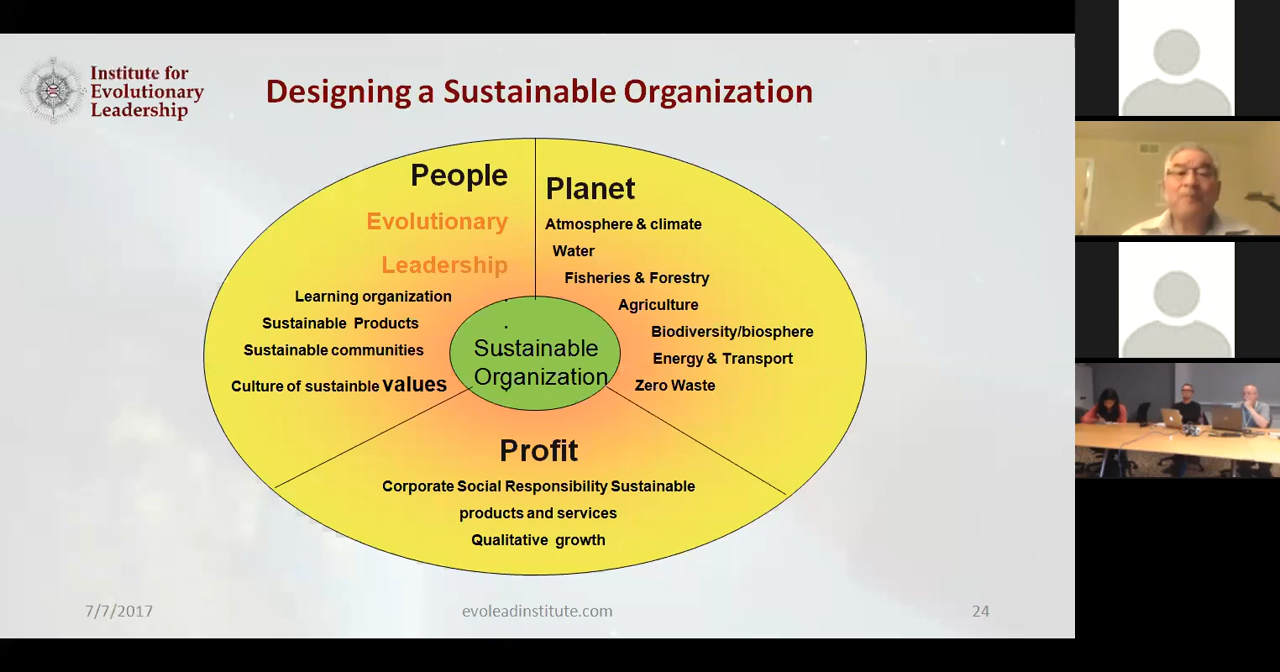 Institute for
Evolutionary
Leadership
Designing a Sustainable Organization
People
Evolutionary
Leadership
Learning organization
Sustainable Products
Sustainable communities
Culture of sustainble values
Planet
Atmosphere & climate
Water
Fisheries & Forestry
Agriculture
Biodiversity/biosphere
Energy & Transport
Zero Waste
Sustainable
Organization
Profit
Corporate Social Responsibility Sustainable
products and services
Qualitative growth
7/7/2017
evoleadinstitute.com
24